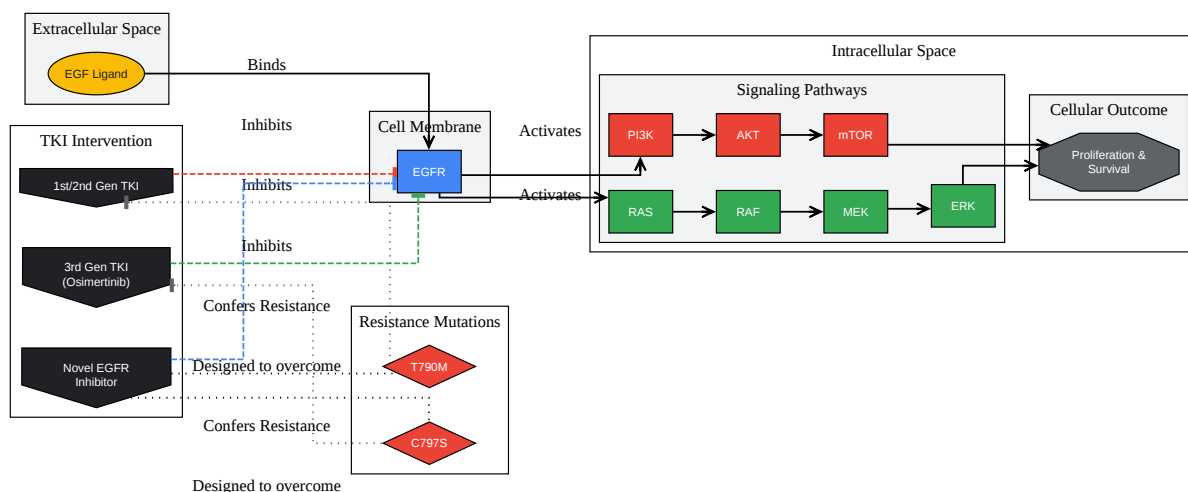 Extracellular Space
EGF Ligand
Binds
TKI Intervention
Inhibits
1st/2nd Gen TKI
Inhibits
3rd Gen TKI
(Osimertinib)
Inhibits
Novel EGFR
Inhibitor
Confers Resistance
Designed to overcome
Confers Resistance
Designed to overcome
Cell Membrane
EGFR
Resistance Mutations
T790M
C797S
Activates
Activates
Intracellular Space
Signaling Pathways
PI3K
AKT
mTOR
RAS
RAF
MEK
ERK
Cellular Outcome
Proliferation &
Survival